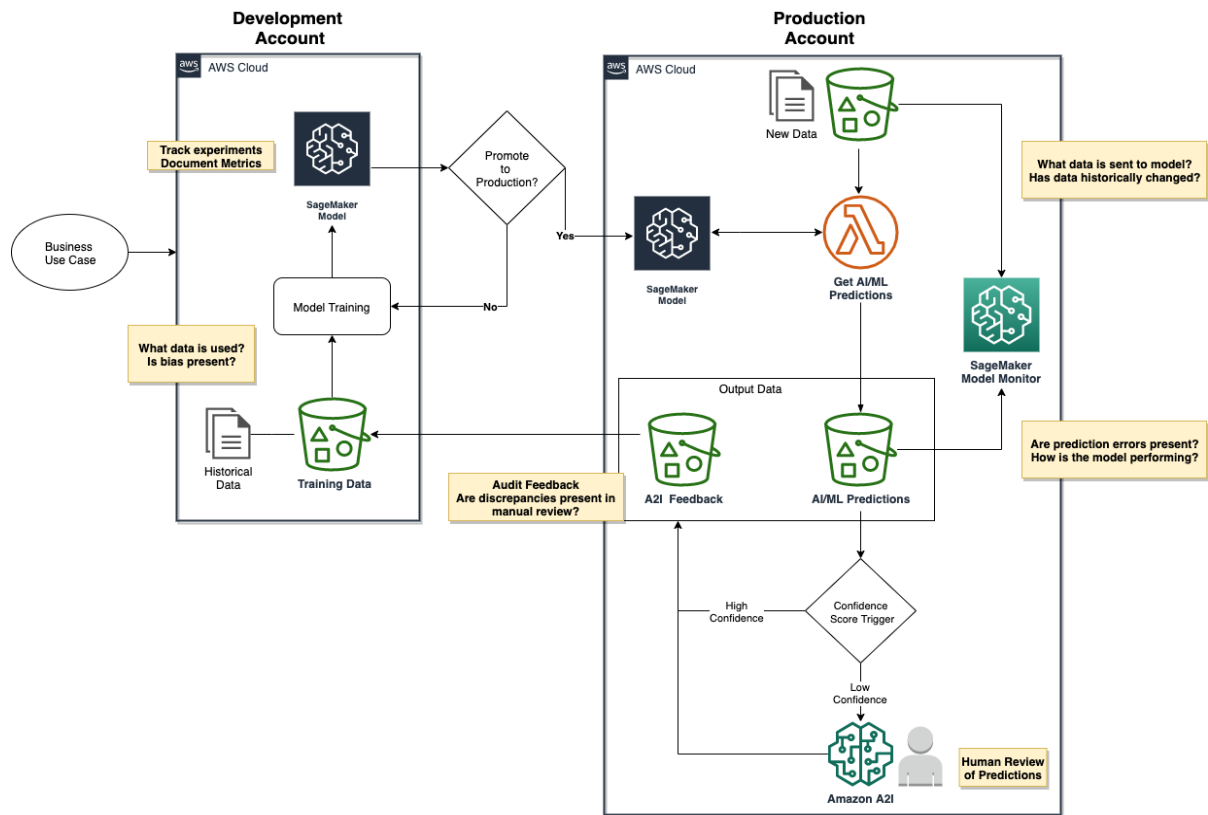 Development
Account
Production
Account
aws
AWS Cloud
aws
AWS Cloud
New Data
Track experiments
Document Metrics
Promote
to
Production?
What data is sent to model?
Has data historically changed?
SageMaker
Model
Business
Use Case
Yes
SageMaker
Model
Get AI/ML
Predictions
Model Training
No
What data is used?
Is bias present?
SageMaker
Model Monitor
Output Data
Historical
Data
Training Data
A2I Feedback
AI/ML Predictions
Are prediction errors present?
How is the model performing?
Audit Feedback
Are discrepancies present in
manual review?
High
Confidence
Confidence
Score Trigger
Low
Confidence
Human Review
of Predictions
Amazon A2I